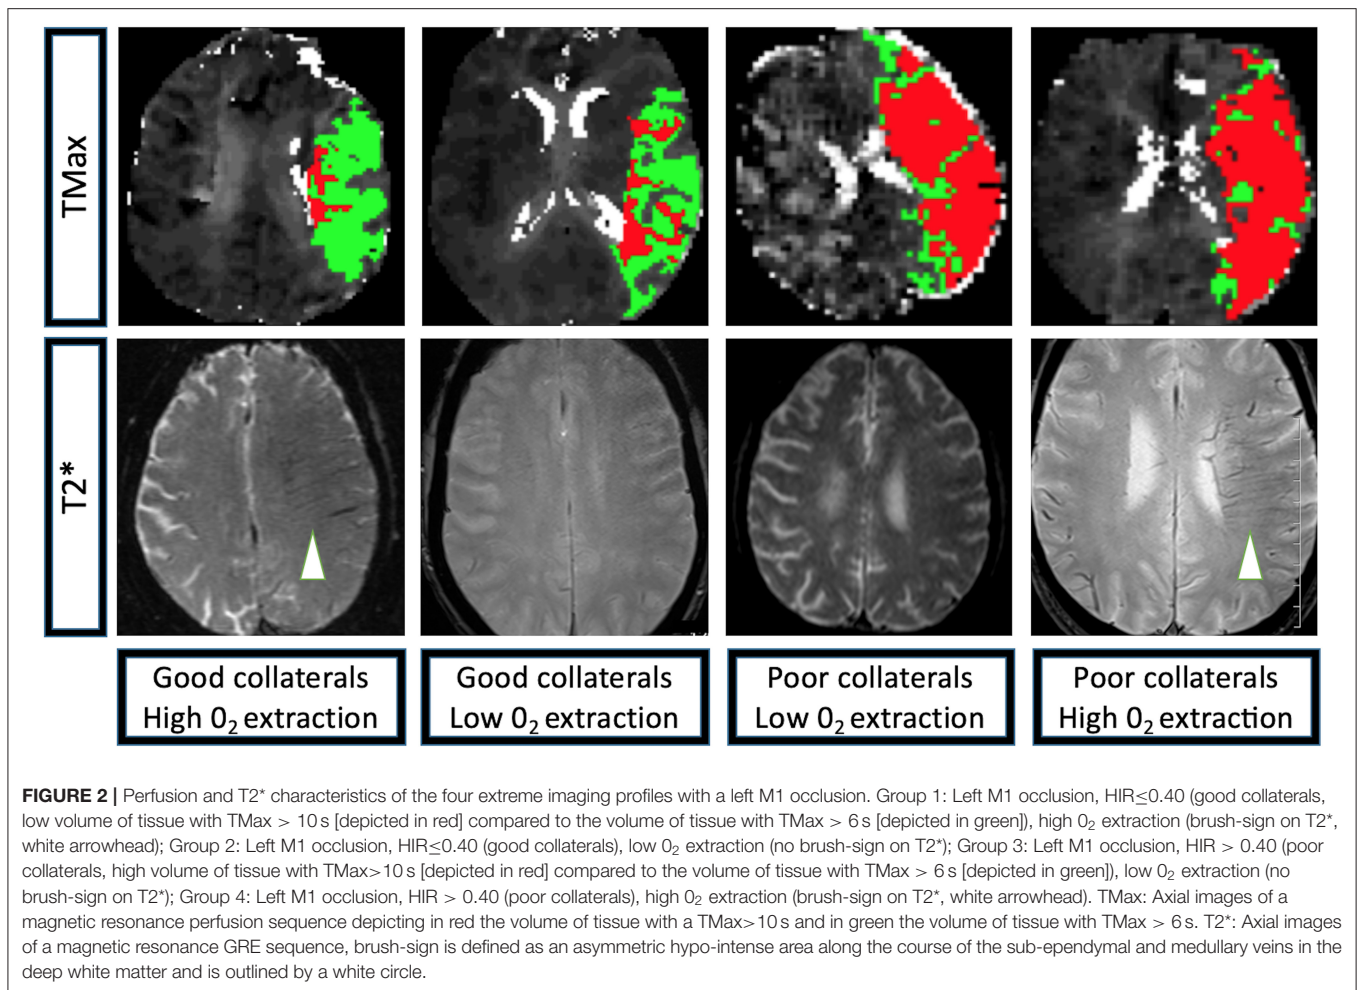 TMax
T2*
Good collaterals
High 0₂ extraction
Good collaterals
Low 0₂ extraction
Poor collaterals
Low 0₂ extraction
Poor collaterals
High 0₂ extraction
FIGURE 2 | Perfusion and T2* characteristics of the four extreme imaging profiles with a left M1 occlusion. Group 1: Left M1 occlusion, HIR≤0.40 (good collaterals,
low volume of tissue with TMax > 10 s [depicted in red] compared to the volume of tissue with TMax > 6 s [depicted in green]), high 0₂ extraction (brush-sign on T2*,
white arrowhead); Group 2: Left M1 occlusion, HIR≤0.40 (good collaterals), low 0₂ extraction (no brush-sign on T2*); Group 3: Left M1 occlusion, HIR > 0.40 (poor
collaterals, high volume of tissue with TMax>10 s [depicted in red] compared to the volume of tissue with TMax > 6 s [depicted in green]), low 0₂ extraction (no
brush-sign on T2*); Group 4: Left M1 occlusion, HIR > 0.40 (poor collaterals), high 0₂ extraction (brush-sign on T2*, white arrowhead). TMax: Axial images of a
magnetic resonance perfusion sequence depicting in red the volume of tissue with a TMax>10 s and in green the volume of tissue with TMax > 6 s. T2*: Axial images
of a magnetic resonance GRE sequence, brush-sign is defined as an asymmetric hypo-intense area along the course of the sub-ependymal and medullary veins in the
deep white matter and is outlined by a white circle.